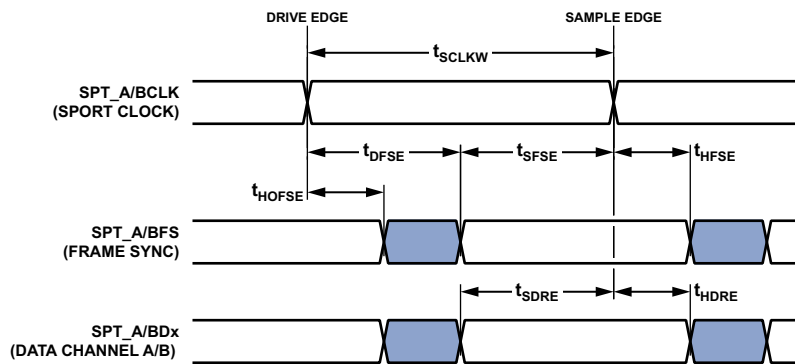 DRIVE EDGE
SAMPLE EDGE
tSCLKW
SPT_A/BCLK
(SPORT CLOCK)
tDFSE
tSFSE
tHFSE
tHOFSE
SPT_A/BFS
(FRAME SYNC)
tSDRE
tHDRE
SPT_A/BDx
(DATA CHANNEL A/B)